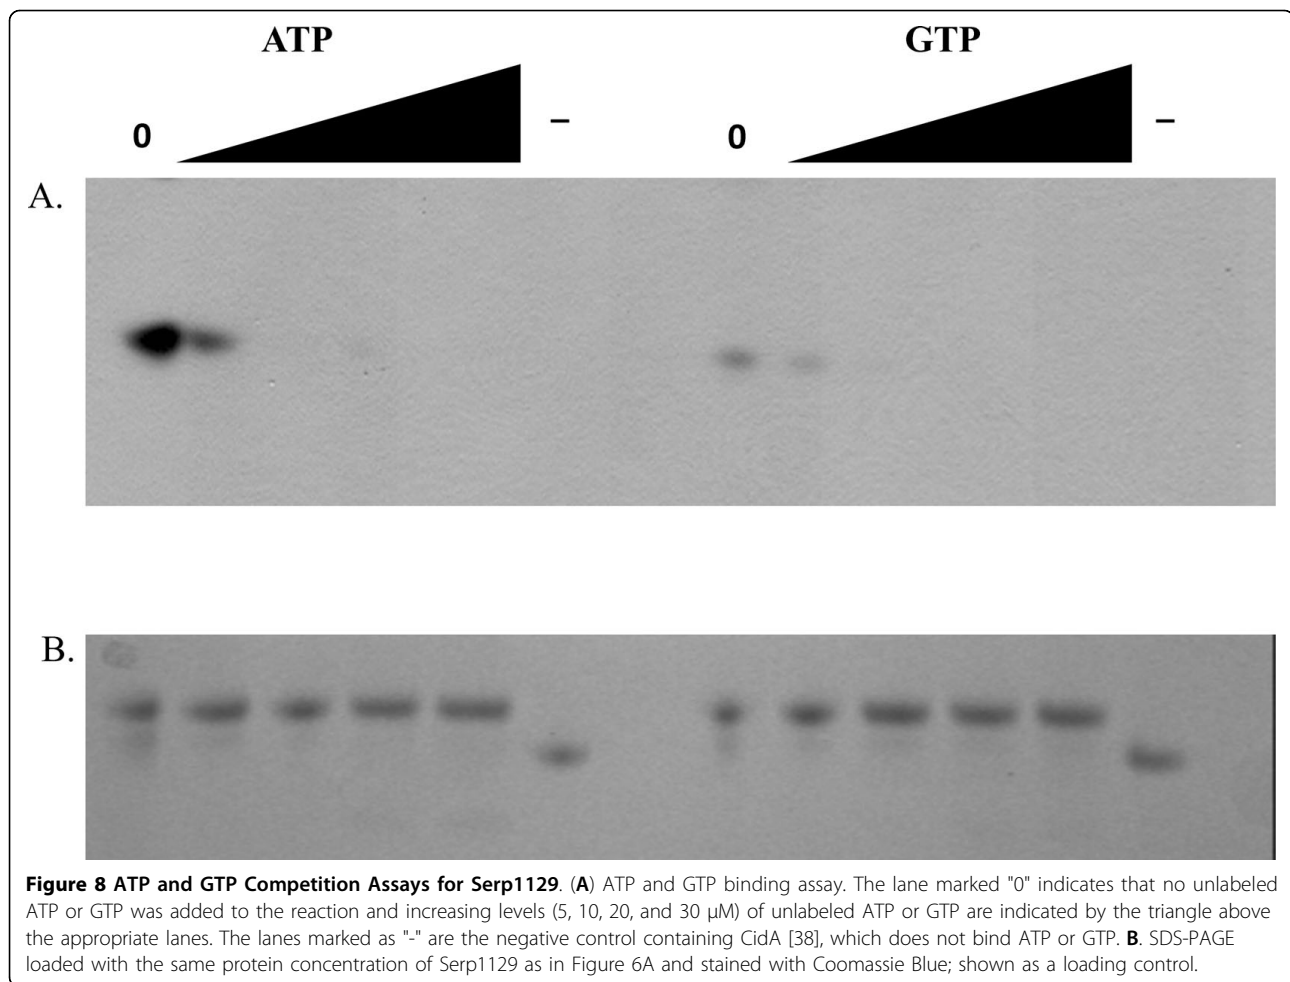 ATP GTP
0 – 0 –
A.
B.
Figure 8 ATP and GTP Competition Assays for Serp1129. (A) ATP and GTP binding assay. The lane marked "0" indicates that no unlabeled
ATP or GTP was added to the reaction and increasing levels (5, 10, 20, and 30 μM) of unlabeled ATP or GTP are indicated by the triangle above
the appropriate lanes. The lanes marked as "-" are the negative control containing CidA [38], which does not bind ATP or GTP. B. SDS-PAGE
loaded with the same protein concentration of Serp1129 as in Figure 6A and stained with Coomassie Blue; shown as a loading control.